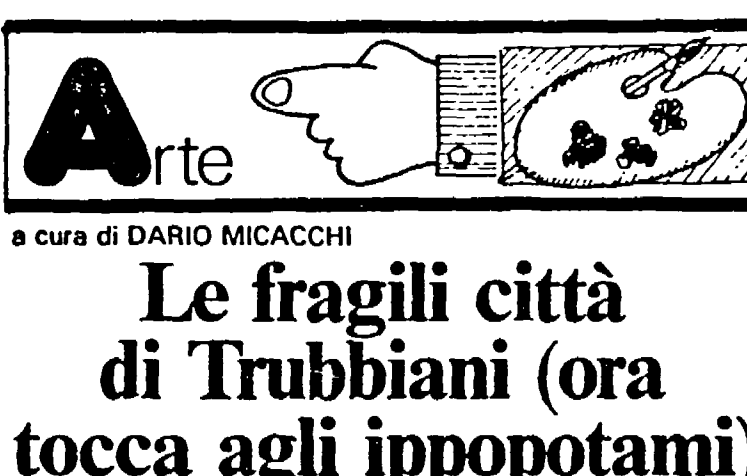 Arte
a cura di DARIO MICACCHI
Le fragili città
di Trubbiani (ora
tocca agli ippopotami)